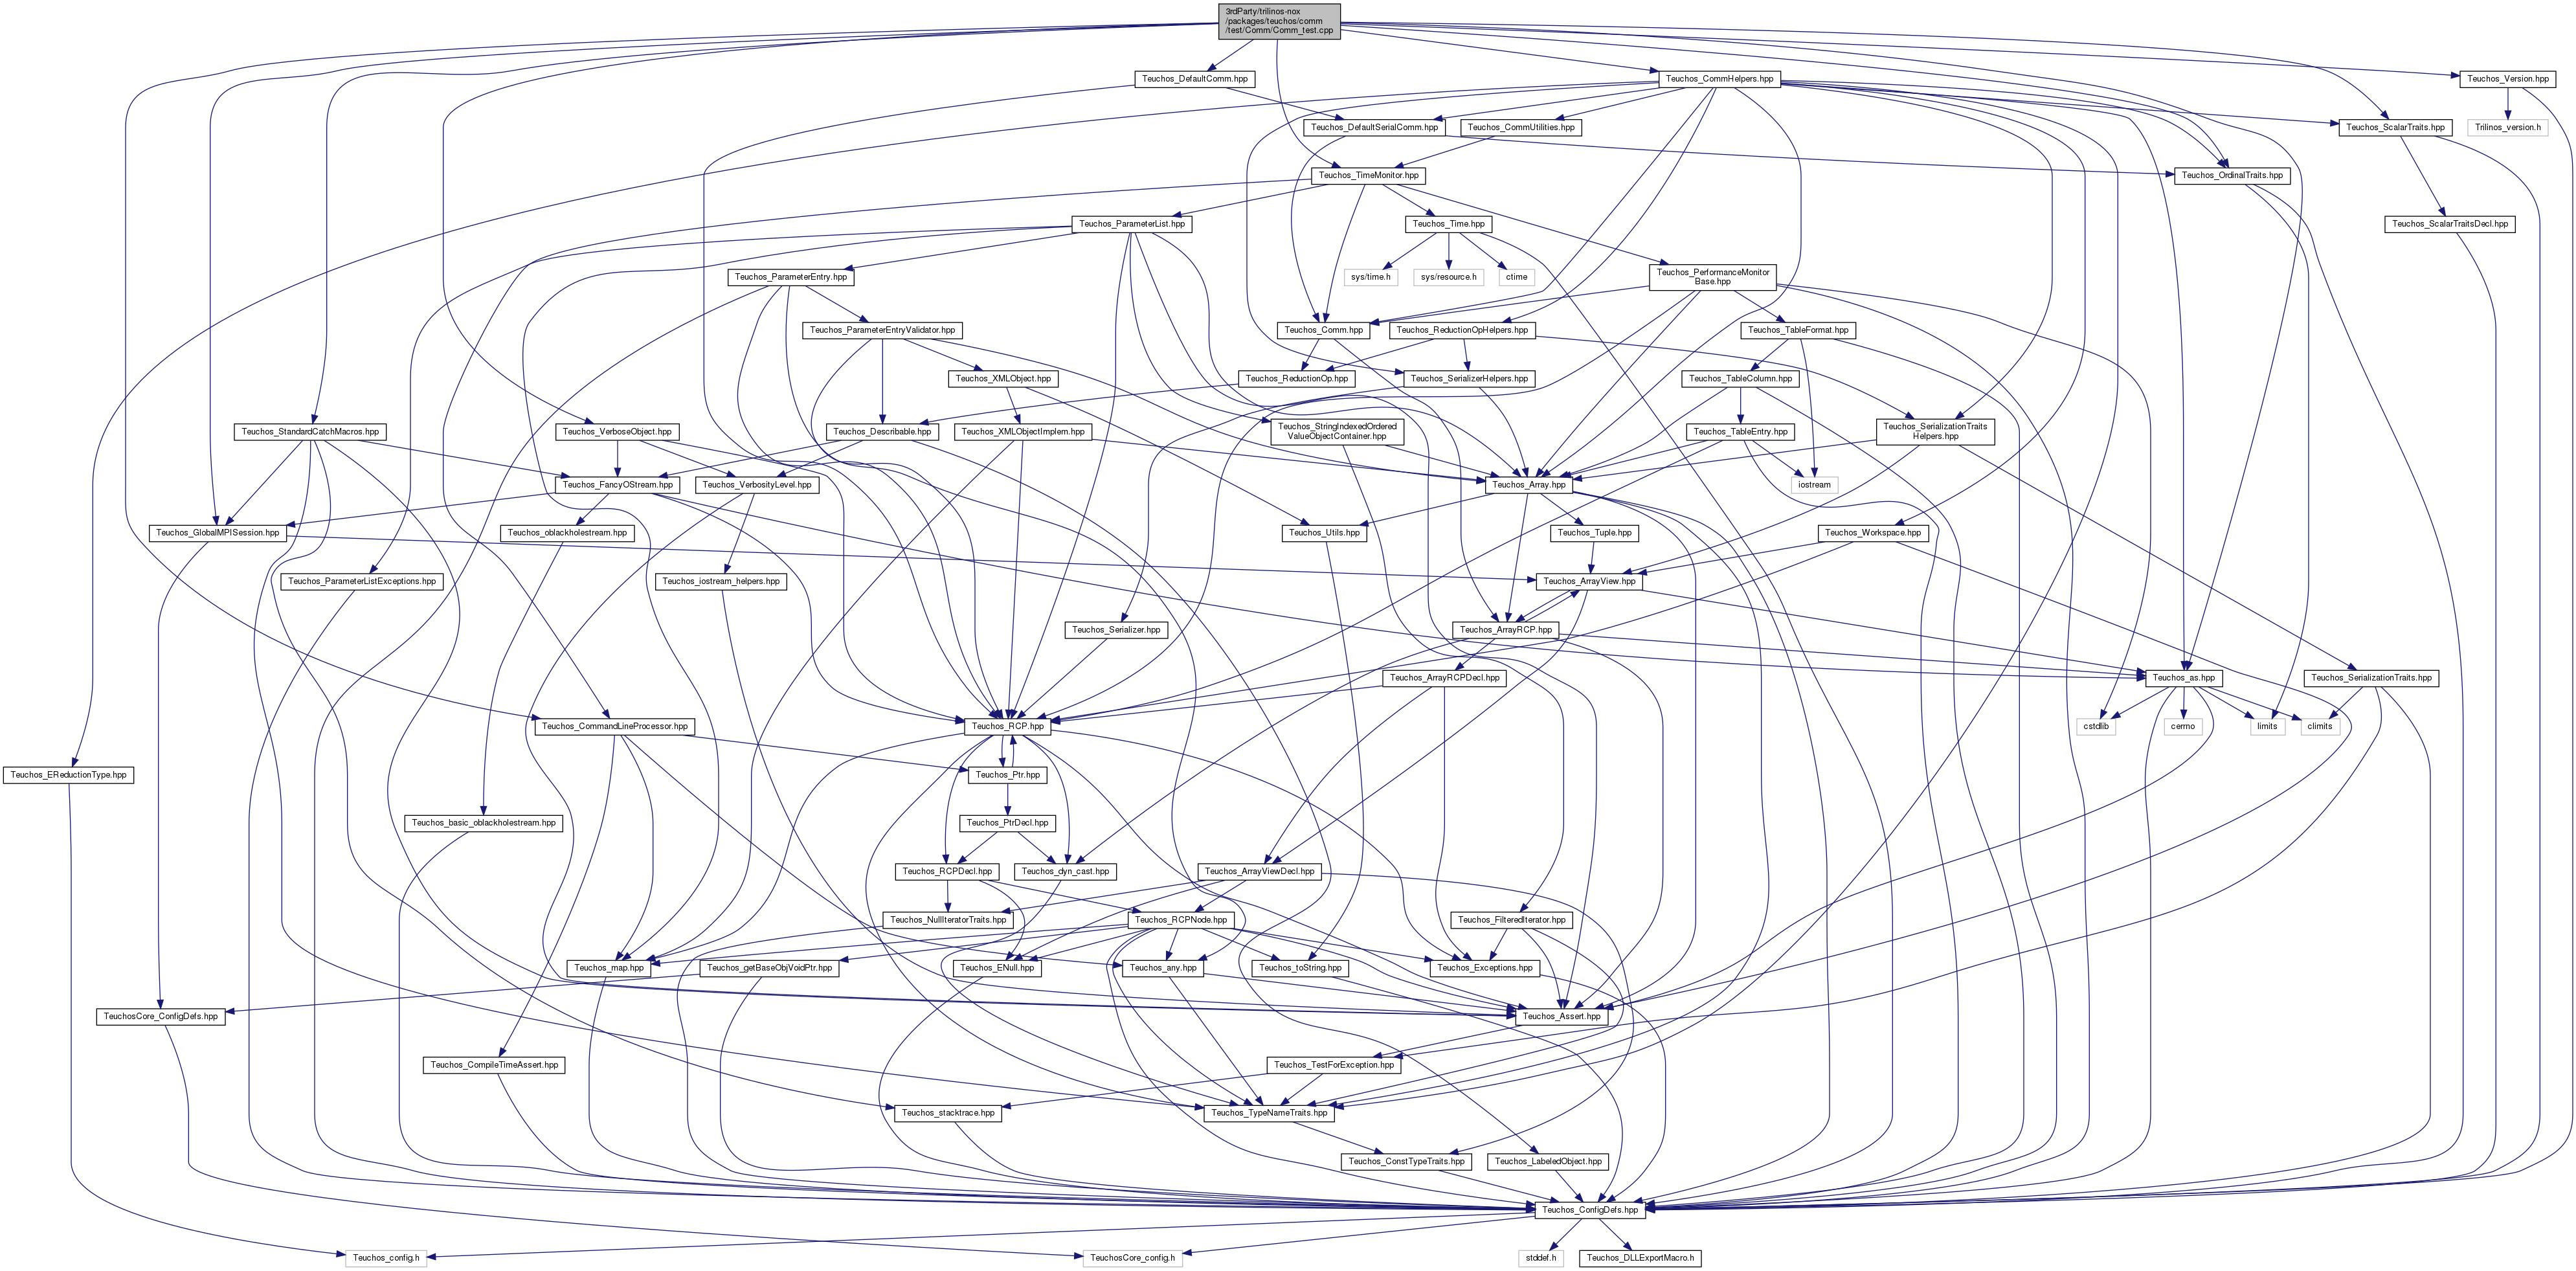 3rdParty/trilinos-nox
/packages/teuchos/comm
/test/Comm/Comm_test.cpp
Teuchos_DefaultComm.hpp
Teuchos_CommHelpers.hpp
Teuchos_Version.hpp
Teuchos_DefaultSerialComm.hpp
Teuchos_CommUtilities.hpp
Teuchos_ScalarTraits.hpp
Trilinos_version.h
Teuchos_TimeMonitor.hpp
Teuchos_OrdinalTraits.hpp
Teuchos_ParameterList.hpp
Teuchos_Time.hpp
Teuchos_ScalarTraitsDecl.hpp
Teuchos_ParameterEntry.hpp
sys/time.h
sys/resource.h
ctime
Teuchos_PerformanceMonitor
Base.hpp
Teuchos_ParameterEntryValidator.hpp
Teuchos_Comm.hpp
Teuchos_ReductionOpHelpers.hpp
Teuchos_TableFormat.hpp
Teuchos_XMLObject.hpp
Teuchos_ReductionOp.hpp
Teuchos_SerializerHelpers.hpp
Teuchos_TableColumn.hpp
Teuchos_StandardCatchMacros.hpp
Teuchos_VerboseObject.hpp
Teuchos_Describable.hpp
Teuchos_XMLObjectImplem.hpp
Teuchos_StringIndexedOrdered
ValueObjectContainer.hpp
Teuchos_TableEntry.hpp
Teuchos_SerializationTraits
Helpers.hpp
Teuchos_FancyOStream.hpp
Teuchos_VerbosityLevel.hpp
Teuchos_Array.hpp
iostream
Teuchos_GlobalMPISession.hpp
Teuchos_oblackholestream.hpp
Teuchos_Utils.hpp
Teuchos_Tuple.hpp
Teuchos_Workspace.hpp
Teuchos_ParameterListExceptions.hpp
Teuchos_iostream_helpers.hpp
Teuchos_ArrayView.hpp
Teuchos_Serializer.hpp
Teuchos_ArrayRCP.hpp
Teuchos_ArrayRCPDecl.hpp
Teuchos_as.hpp
Teuchos_SerializationTraits.hpp
Teuchos_CommandLineProcessor.hpp
Teuchos_RCP.hpp
cstdlib
cerrno
limits
climits
Teuchos_EReductionType.hpp
Teuchos_Ptr.hpp
Teuchos_basic_oblackholestream.hpp
Teuchos_PtrDecl.hpp
Teuchos_RCPDecl.hpp
Teuchos_dyn_cast.hpp
Teuchos_ArrayViewDecl.hpp
Teuchos_NullIteratorTraits.hpp
Teuchos_RCPNode.hpp
Teuchos_FilteredIterator.hpp
Teuchos_map.hpp
Teuchos_getBaseObjVoidPtr.hpp
Teuchos_ENull.hpp
Teuchos_any.hpp
Teuchos_toString.hpp
Teuchos_Exceptions.hpp
TeuchosCore_ConfigDefs.hpp
Teuchos_Assert.hpp
Teuchos_CompileTimeAssert.hpp
Teuchos_TestForException.hpp
Teuchos_stacktrace.hpp
Teuchos_TypeNameTraits.hpp
Teuchos_ConstTypeTraits.hpp
Teuchos_LabeledObject.hpp
Teuchos_ConfigDefs.hpp
Teuchos_config.h
TeuchosCore_config.h
stddef.h
Teuchos_DLLExportMacro.h